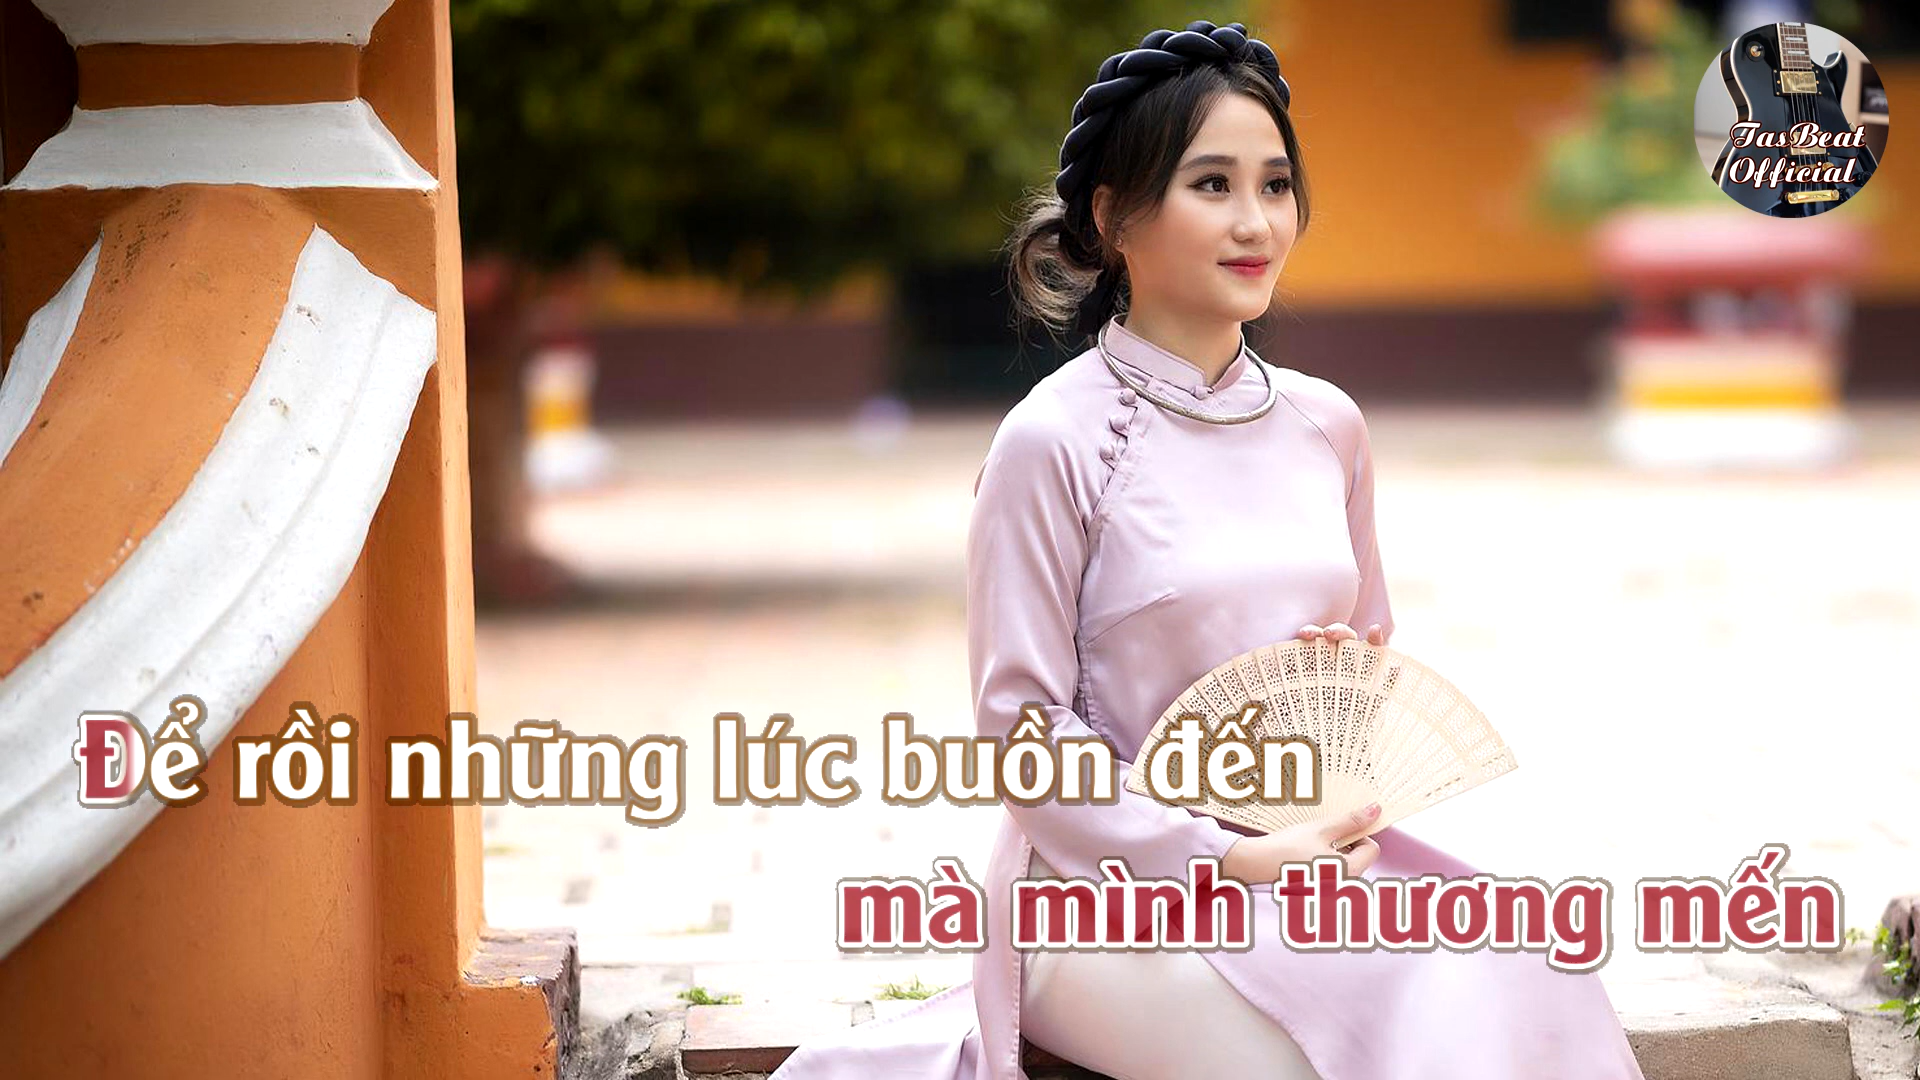 TasBeat
Official
Để rồi những lúc buồn đến
mà mình thương mến